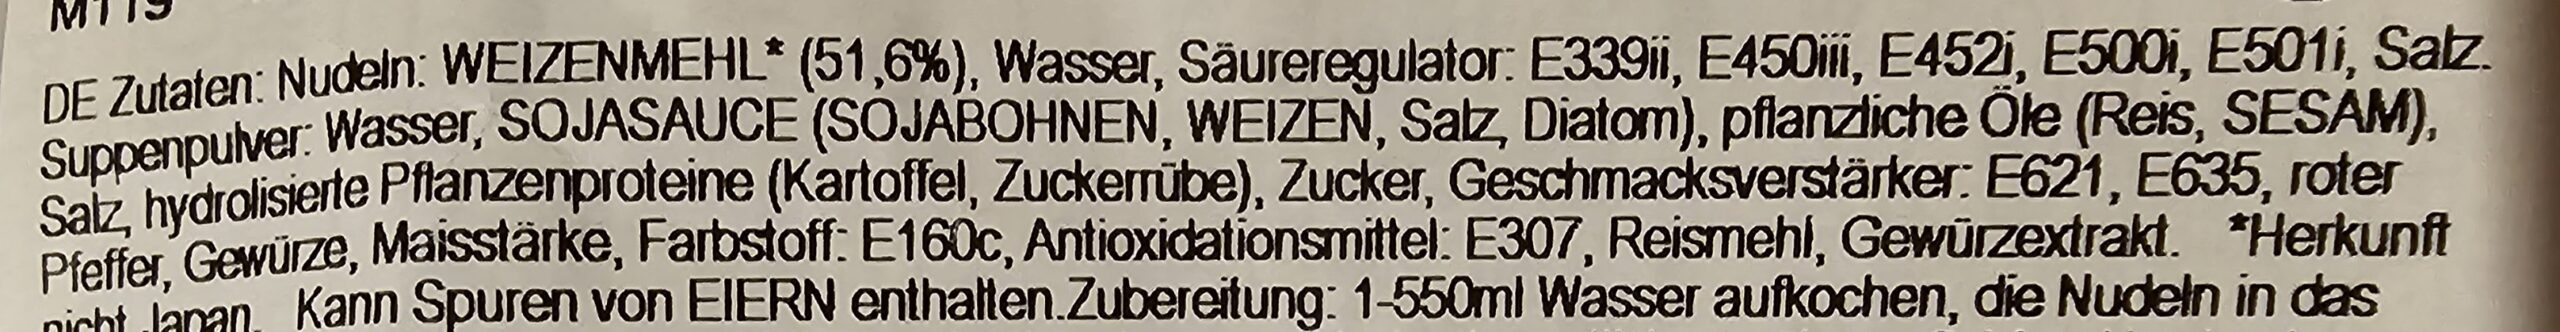 M119
DE Zutaten: Nudeln: WEIZENMEHL* (51,6%), Wasser, Säureregulator: E339ii, E450iii, E452i, E500i, E501i, Salz.
Suppenpulver: Wasser, SOJASAUCE (SOJABOHNEN, WEIZEN, Salz, Diatom), pflanzliche Öle (Reis, SESAM),
Salz, hydrolisierte Pflanzenproteine (Kartoffel, Zuckerrübe), Zucker, Geschmacksverstärker: E621, E635, roter
Pfeffer, Gewürze, Maisstärke, Farbstoff: E160c, Antioxidationsmittel: E307, Reismehl, Gewürzextrakt. *Herkunft
nicht Japan. Kann Spuren von EIERN enthalten.Zubereitung: 1-550ml Wasser aufkochen, die Nudeln in das